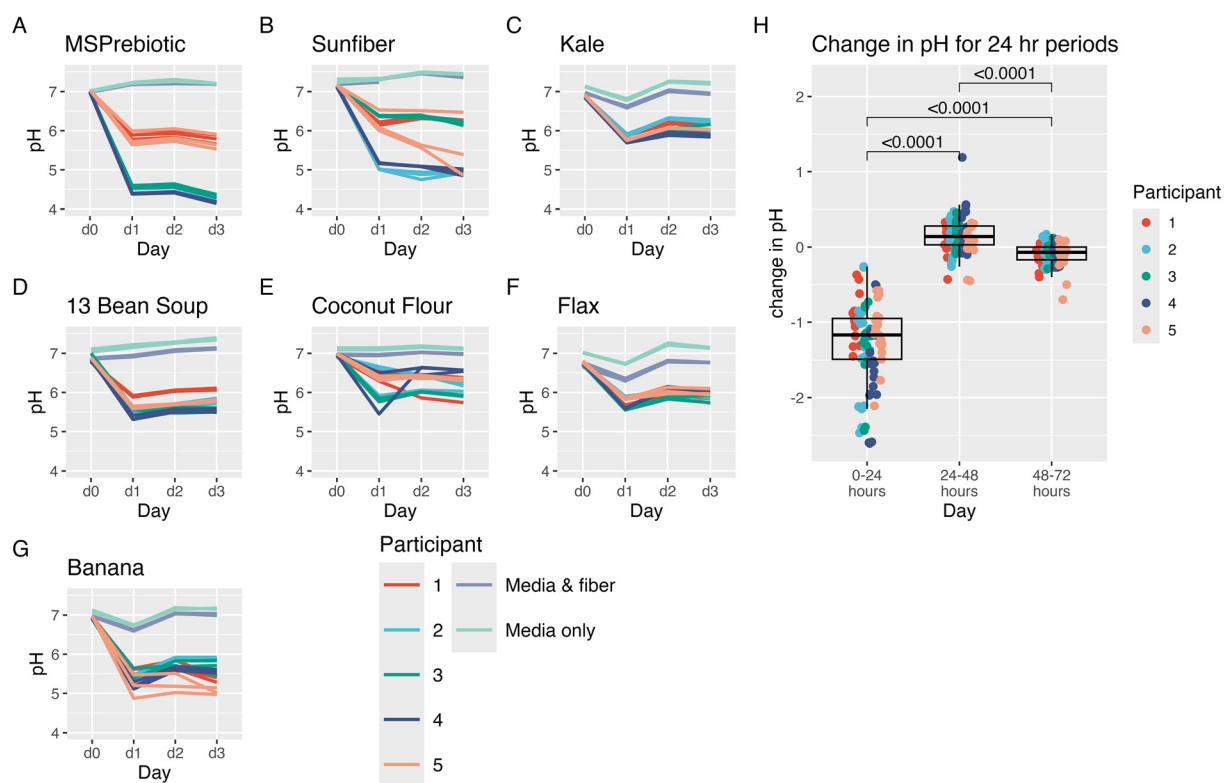 A
MSPrebiotic
7
6
5
4
pH
d0 d1 d2 d3
Day
B
Sunfiber
7
6
5
4
pH
d0 d1 d2 d3
Day
C
Kale
7
6
5
4
pH
d0 d1 d2 d3
Day
D
13 Bean Soup
7
6
5
4
pH
d0 d1 d2 d3
Day
E
Coconut Flour
7
6
5
4
pH
d0 d1 d2 d3
Day
F
Flax
7
6
5
4
pH
d0 d1 d2 d3
Day
G
Banana
7
6
5
4
pH
d0 d1 d2 d3
Day
Participant
1
2
3
4
5
Media & fiber
Media only
H
Change in pH for 24 hr periods
<0.0001
<0.0001
<0.0001
2
1
0
-1
-2
change in pH
0-24
hours
24-48
hours
48-72
hours
Day
Participant
1
2
3
4
5